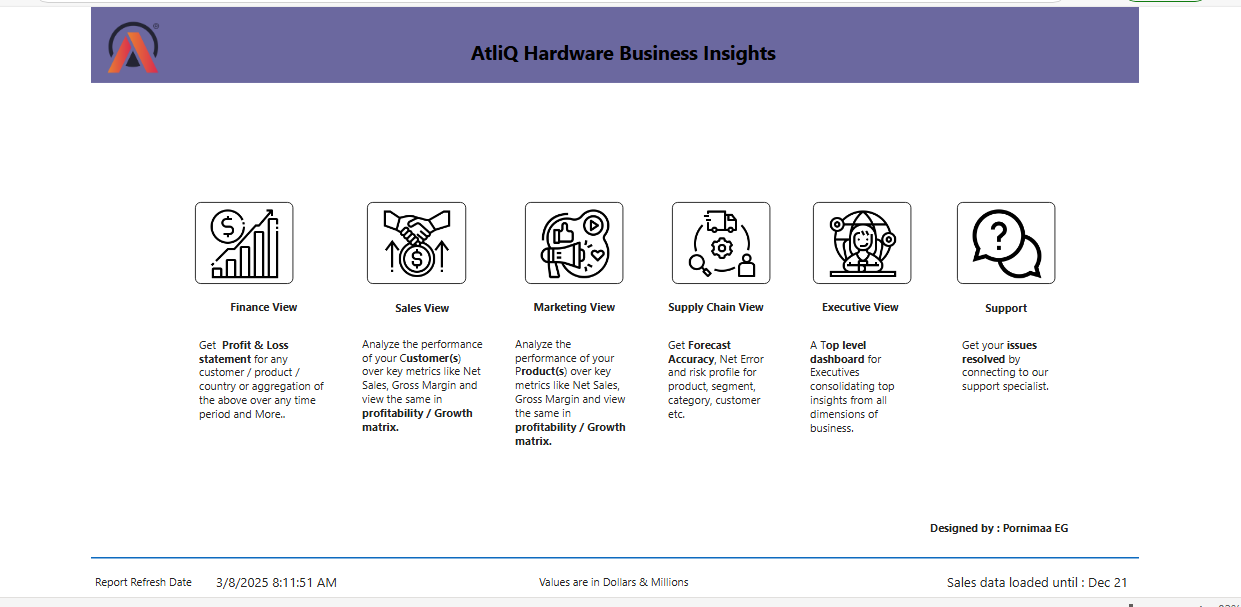 AtliQ Hardware Business Insights
Finance View
Sales View
Marketing View
Supply Chain View
Executive View
Support
Get Profit & Loss
statement for any
customer / product /
country or aggregation of
the above over any time
period and More..
Analyze the performance
of your Customer(s)
over key metrics like Net
Sales, Gross Margin and
view the same in
profitability / Growth
matrix.
Analyze the
performance of your
Product(s) over key
metrics like Net Sales,
Gross Margin and view
the same in
profitability / Growth
matrix.
Get Forecast
Accuracy, Net Error
and risk profile for
product, segment,
category, customer
etc.
A Top level
dashboard for
Executives
consolidating top
insights from all
dimensions of
business.
Get your issues
resolved by
connecting to our
support specialist.
Designed by : Pornimaa EG
Report Refresh Date 3/8/2025 8:11:51 AM
Values are in Dollars & Millions
Sales data loaded until : Dec 21